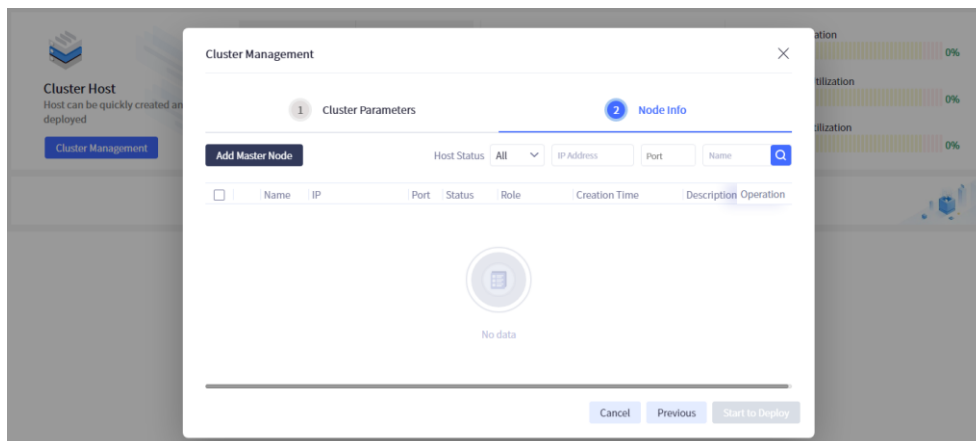 Cluster Host
Host can be quickly created an
deployed
Cluster Management
Cluster Management
1 Cluster Parameters
2 Node Info
Add Master Node
Host Status All IP Address Port Name
Name IP Port Status Role Creation Time Description Operation
No data
Cancel Previous Start to Deploy
ation
0%
tilization
0%
tilization
0%